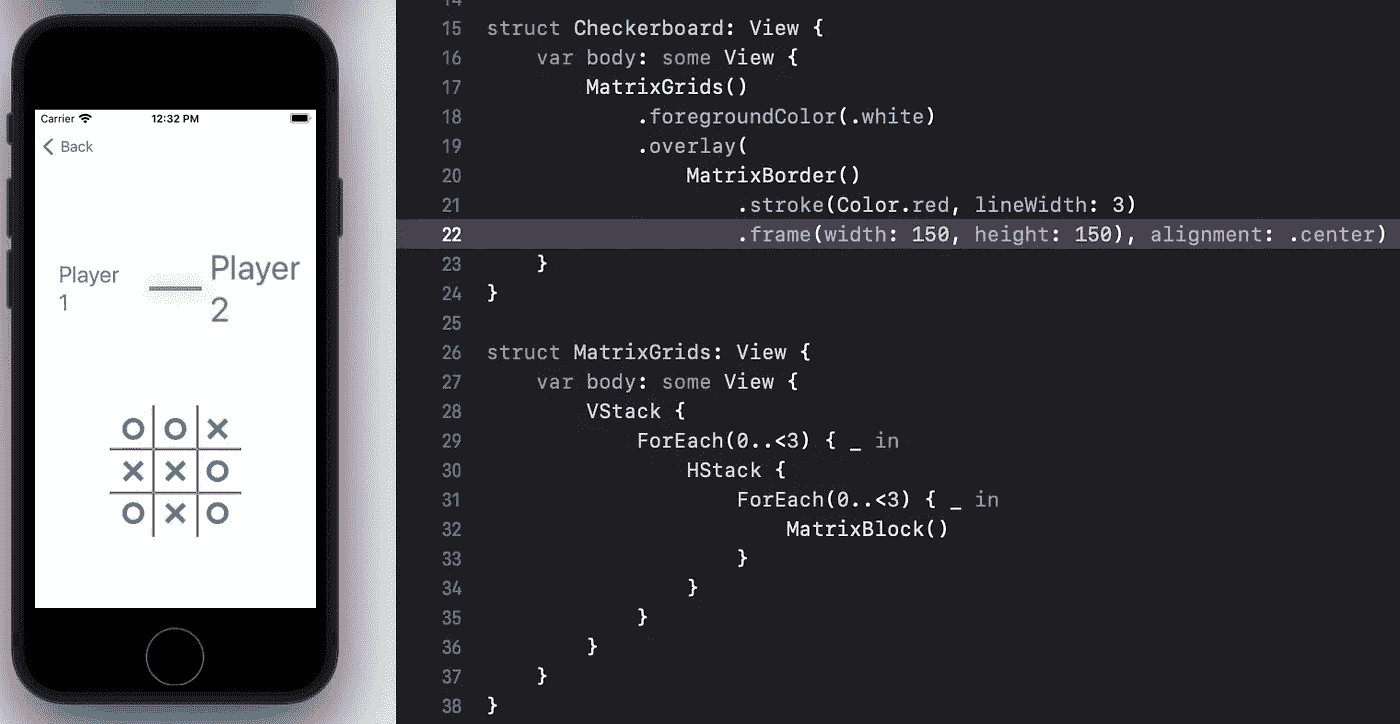 Carrier 12:32 PM
Back
Player
1
Player
2
O O X
X X O
O X O
15 struct Checkerboard: View {
16 var body: some View {
17 MatrixGrids()
18 .foregroundColor(.white)
19 .overlay(
20 MatrixBorder()
21 .stroke(Color.red, lineWidth: 3)
22 .frame(width: 150, height: 150), alignment: .center)
23 }
24 }
25
26 struct MatrixGrids: View {
27 var body: some View {
28 VStack {
29 ForEach(0..<3) { _ in
30 HStack {
31 ForEach(0..<3) { _ in
32 MatrixBlock()
33 }
34 }
35 }
36 }
37 }
38 }